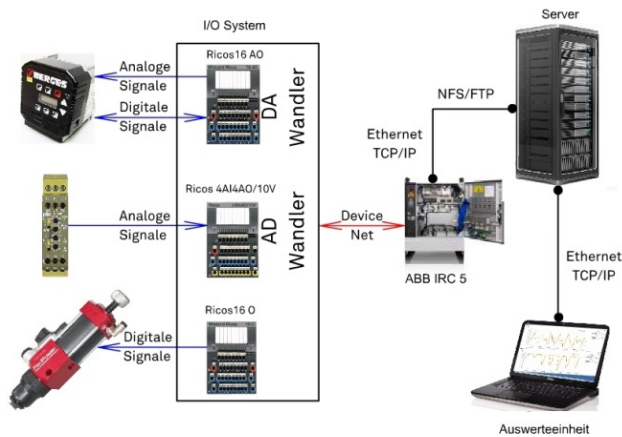 Server
I/O System
Ricos16 AO
BERGES
Analoge
Signale
Digitale
Signale
DA
Wandler
NFS/FTP
Ethernet
TCP/IP
Ricos 4AI4AO/10V
Analoge
Signale
AD
Wandler
Device
Net
ABB IRC 5
Ethernet
TCP/IP
Ricos16 O
Digitale
Signale
Auswerteeinheit